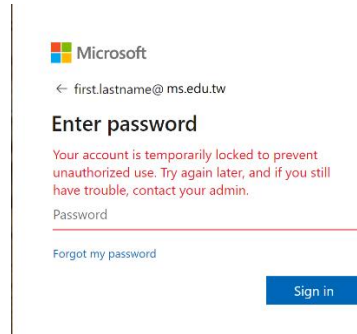 Microsoft
← first.lastname@ ms.edu.tw
Enter password
Your account is temporarily locked to prevent
unauthorized use. Try again later, and if you still
have trouble, contact your admin.
Password
Forgot my password
Sign in